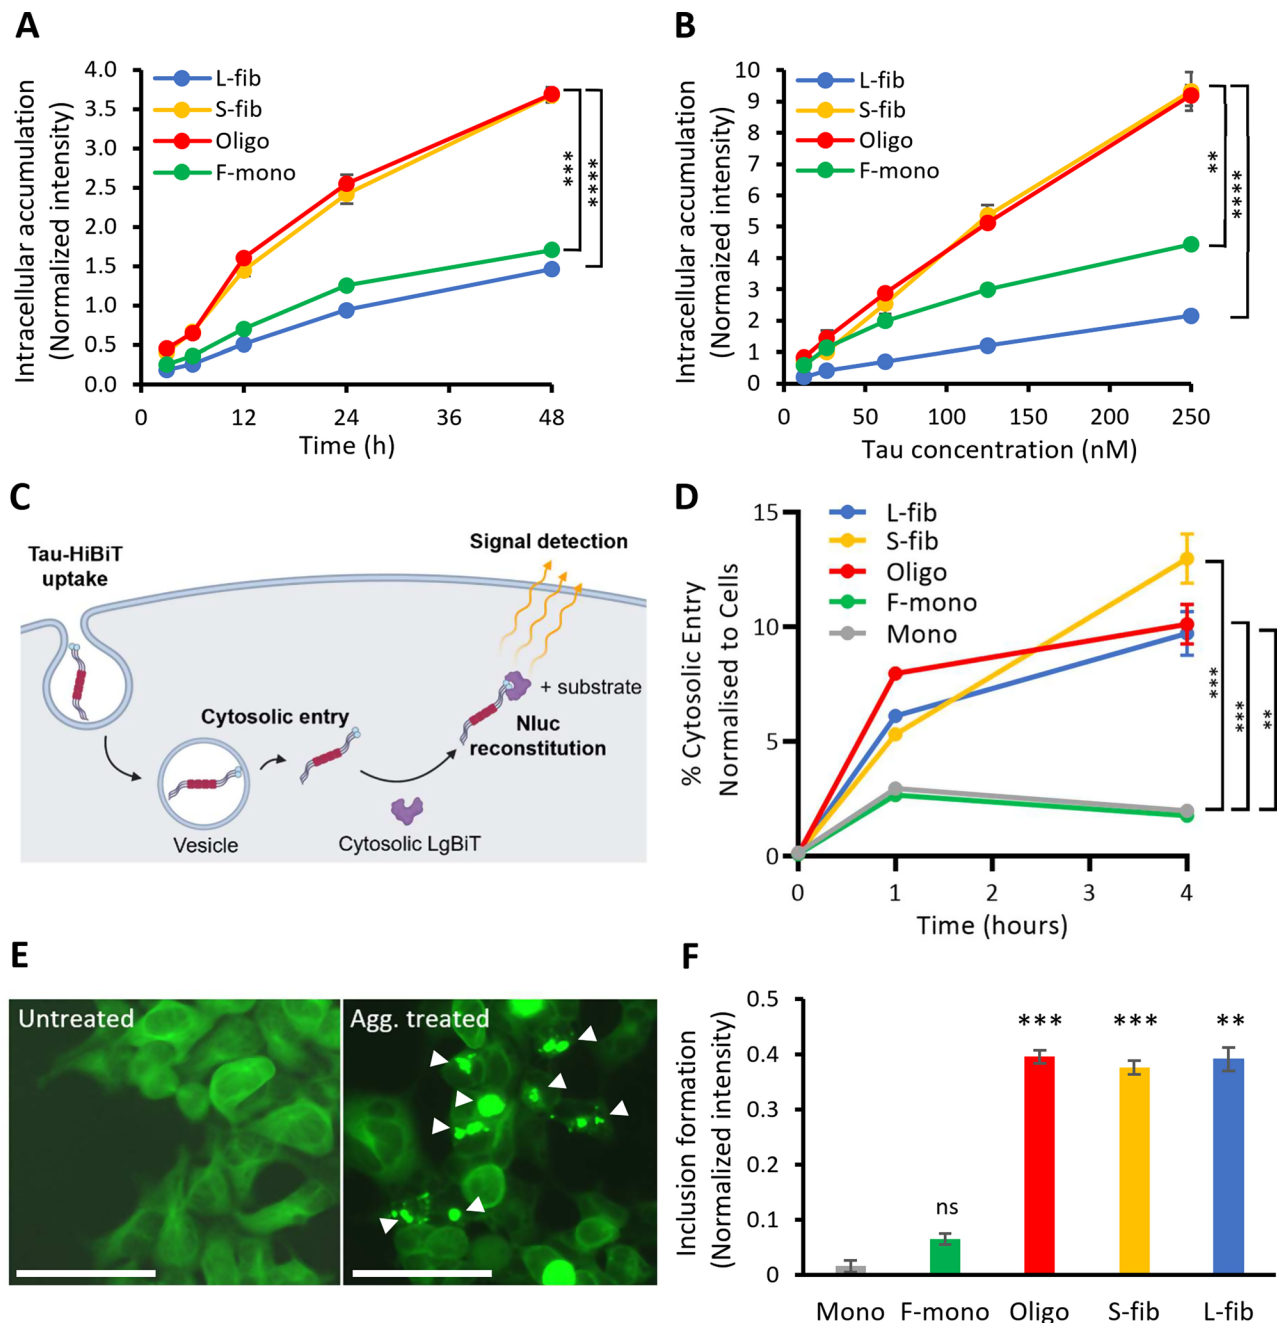 A
Intracellular accumulation
(Normalized intensity)
4.0
3.5
3.0
2.5
2.0
1.5
1.0
0.5
0.0
L-fib
S-fib
Oligo
F-mono
***
****
0
12
24
36
48
Time (h)
B
Intracellular accumulation
(Normaized intensity)
10
9
8
7
6
5
4
3
2
1
0
L-fib
S-fib
Oligo
F-mono
**
****
0
50
100
150
200
250
Tau concentration (nM)
C
Tau-HiBiT
uptake
Signal detection
+ substrate
Cytosolic entry
Nluc
reconstitution
Vesicle
Cytosolic LgBiT
D
% Cytosolic Entry
Normalised to Cells
15
10
5
0
L-fib
S-fib
Oligo
F-mono
Mono
***
***
**
0
1
2
3
4
Time (hours)
E
Untreated
Agg. treated
F
Inclusion formation
(Normalized intensity)
0.5
0.4
0.3
0.2
0.1
0
ns
***
***
**
Mono
F-mono
Oligo
S-fib
L-fib